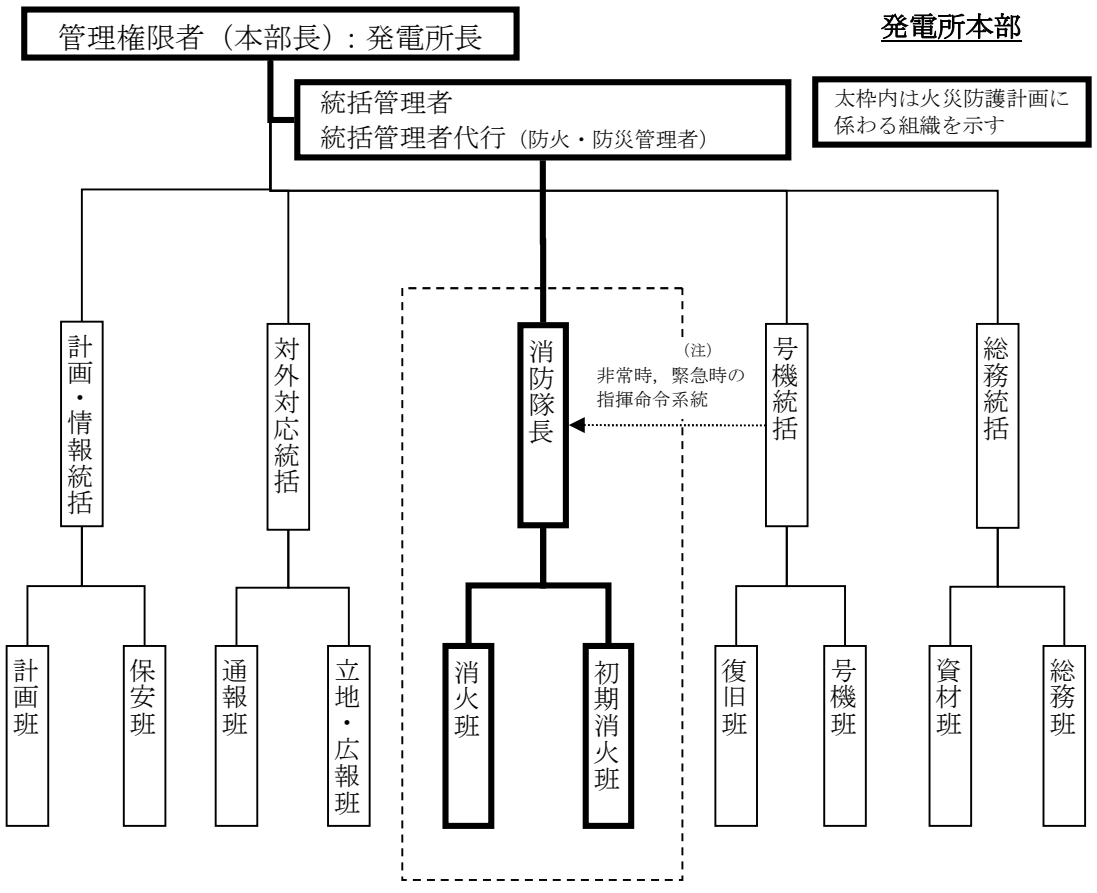 管理権限者（本部長）：発電所長
発電所本部
統括管理者
統括管理者代行（防火・防災管理者）
太枠内は火災防護計画に
係わる組織を示す
計画・情報統括
対外対応統括
消防隊長
（注）
非常時，緊急時の
指揮命令系統
号機統括
総務統括
計画班
保安班
通報班
立地・広報班
消火班
初期消火班
復旧班
号機班
資材班
総務班